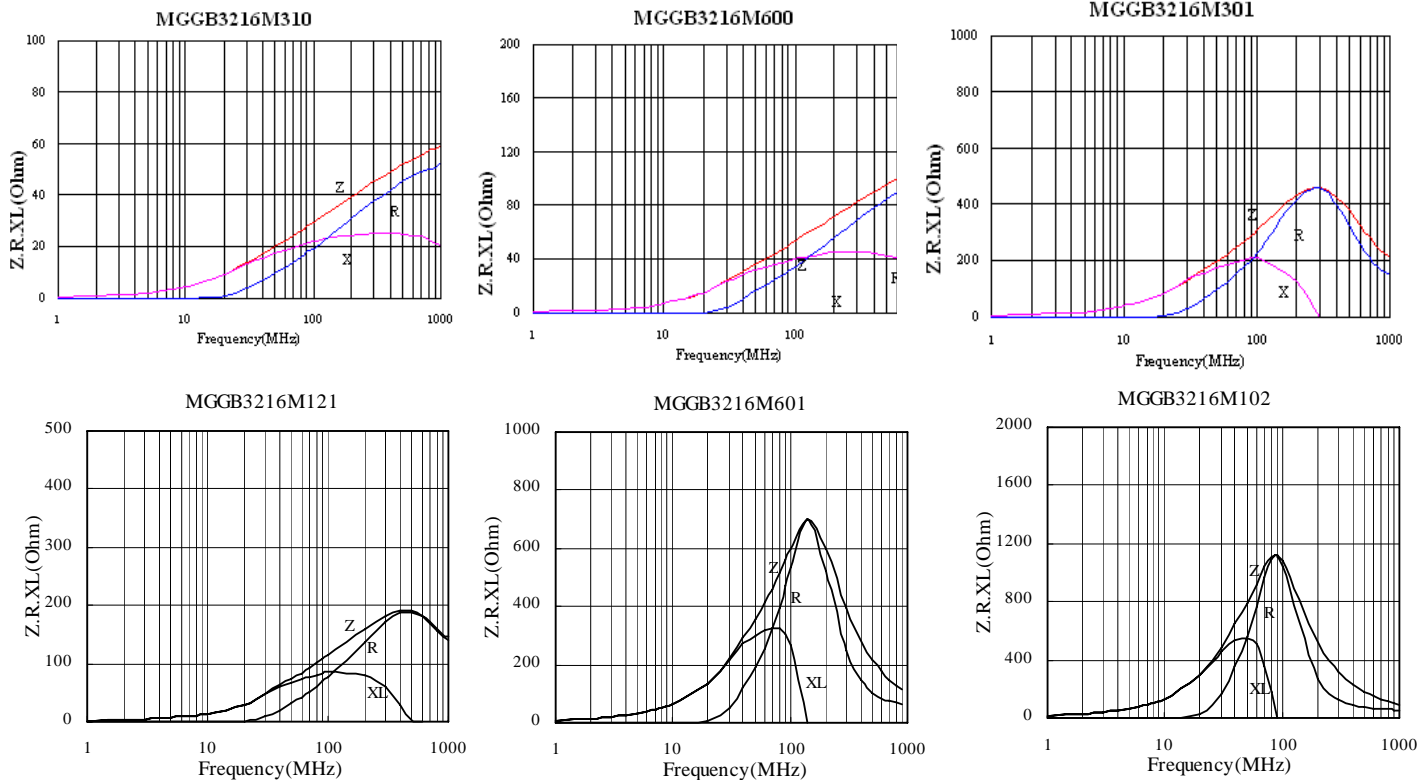 MGGB3216M310
100
80
60
40
20
0
Z.R.XL(Ohm)
Z
R
X
1
10
100
1000
Frequency(MHz)
MGGB3216M600
200
160
120
80
40
0
Z.R.XL(Ohm)
Z
R
X
1
10
100
Frequency(MHz)
MGGB3216M301
1000
800
600
400
200
0
Z.R.XL(Ohm)
Z
R
X
1
10
100
1000
Frequency(MHz)
MGGB3216M121
500
400
300
200
100
0
Z.R.XL(Ohm)
Z
R
XL
1
10
100
1000
Frequency(MHz)
MGGB3216M601
1000
800
600
400
200
0
Z.R.XL(Ohm)
Z
R
XL
1
10
100
1000
Frequency(MHz)
MGGB3216M102
2000
1600
1200
800
400
0
Z.R.XL(Ohm)
Z
R
XL
1
10
100
1000
Frequency(MHz)